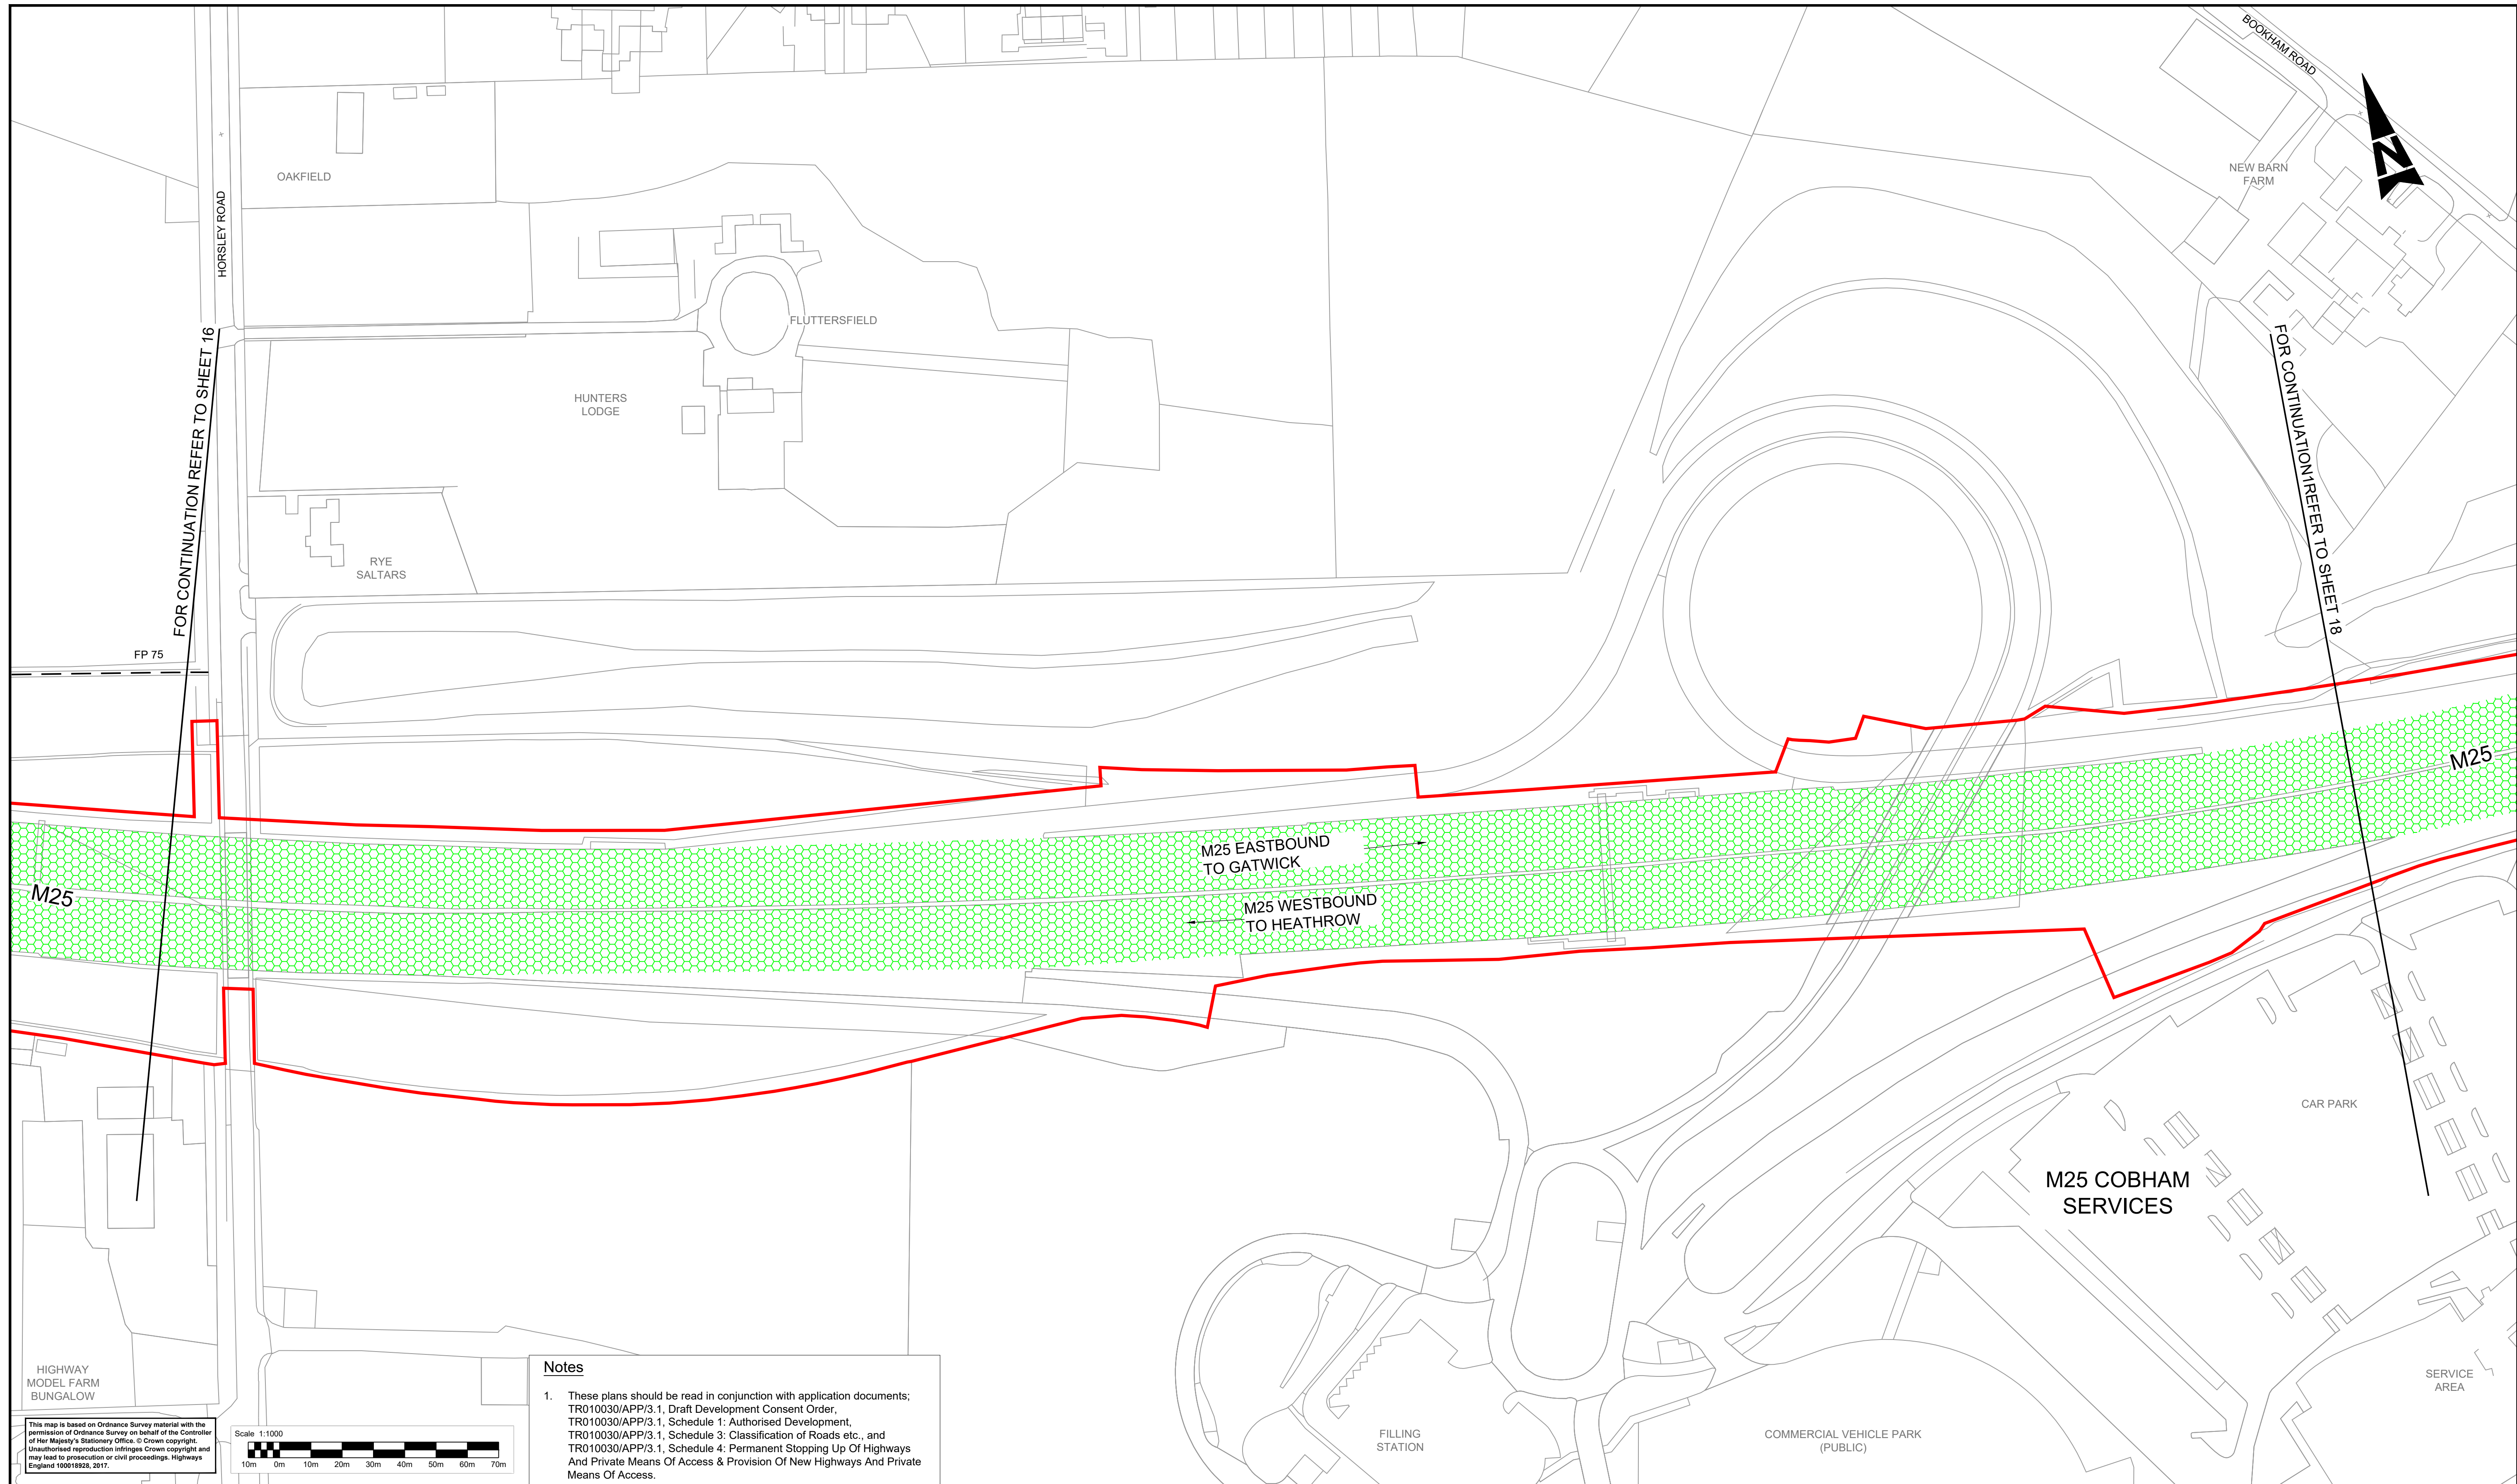 BOOKHAM ROAD
N
NEW BARN
FARM
OAKFIELD
HORSLEY ROAD
FLUTTERSFIELD
FOR CONTINUATION REFER TO SHEET 16
FOR CONTINUATION1REFER TO SHEET 18
HUNTERS
LODGE
RYE
SALTARS
FP 75
M25
M25 EASTBOUND
TO GATWICK
M25
M25 WESTBOUND
TO HEATHROW
CAR PARK
M25 COBHAM
SERVICES
HIGHWAY
MODEL FARM
BUNGALOW
SERVICE
AREA
FILLING
STATION
COMMERCIAL VEHICLE PARK
(PUBLIC)
Notes
1. These plans should be read in conjunction with application documents;
TR010030/APP/3.1, Draft Development Consent Order,
TR010030/APP/3.1, Schedule 1: Authorised Development,
TR010030/APP/3.1, Schedule 3: Classification of Roads etc., and
TR010030/APP/3.1, Schedule 4: Permanent Stopping Up Of Highways
And Private Means Of Access & Provision Of New Highways And Private
Means Of Access.
This map is based on Ordnance Survey material with the
permission of Ordnance Survey on behalf of the Controller
of Her Majesty's Stationery Office. © Crown copyright.
Unauthorised reproduction infringes Crown copyright and
may lead to prosecution or civil proceedings. Highways
England 100018928, 2017.
Scale 1:1000
10m 0m 10m 20m 30m 40m 50m 60m 70m